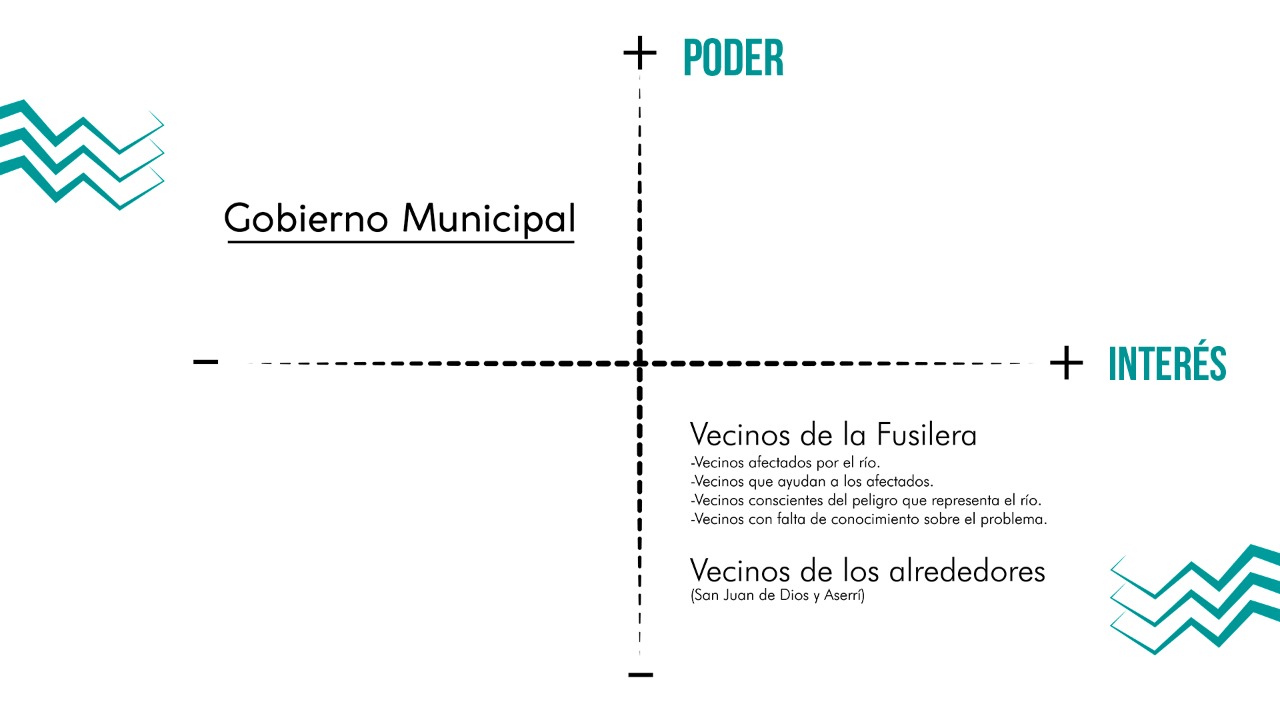 + PODER
Gobierno Municipal
- + INTERÉS
Vecinos de la Fusilera
-Vecinos afectados por el río.
-Vecinos que ayudan a los afectados.
-Vecinos conscientes del peligro que representa el río.
-Vecinos con falta de conocimiento sobre el problema.
Vecinos de los alrededores
(San Juan de Dios y Aserrí)
-